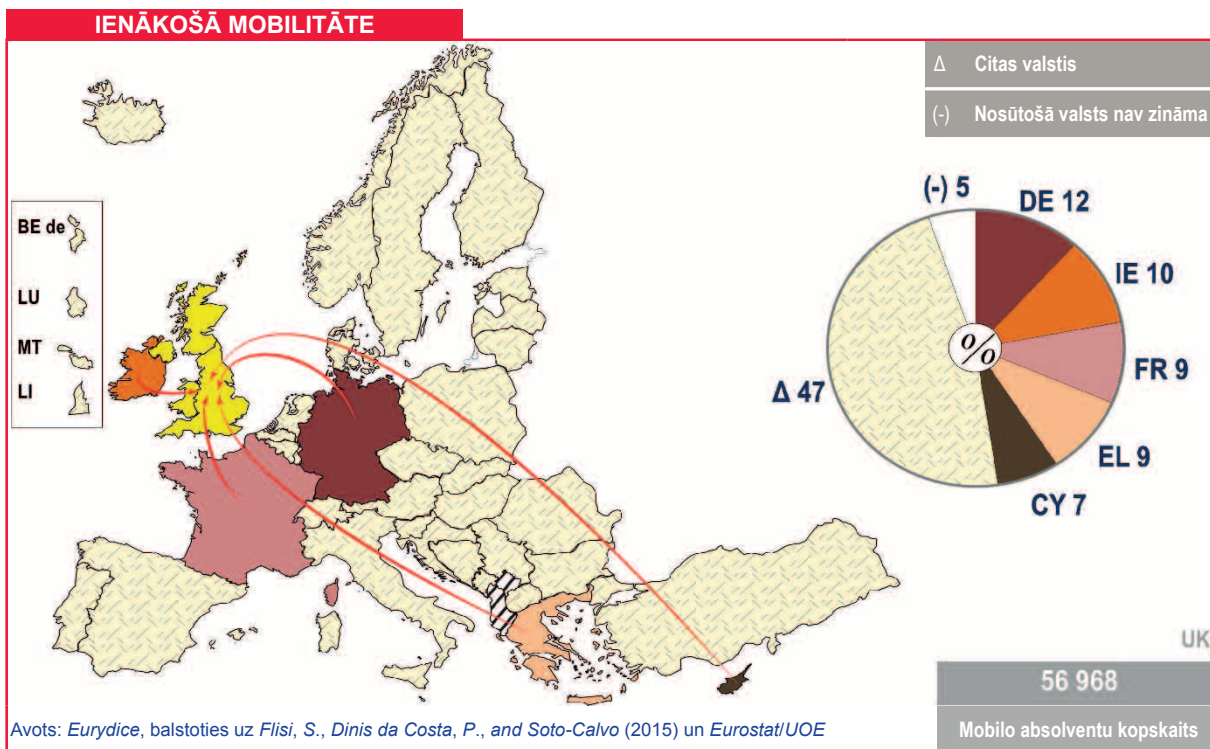 IENĀKOŠĀ MOBILITĀTE
Δ Citas valstis
(-) Nosūtošā valsts nav zināma
BE de
LU
MT
LI
(-) 5
DE 12
IE 10
FR 9
EL 9
CY 7
Δ 47
%
UK
56 968
Mobilo absolventu kopskaits
Avots: Eurydice, balstoties uz Flisi, S., Dinis da Costa, P., and Soto-Calvo (2015) un Eurostat/UOE